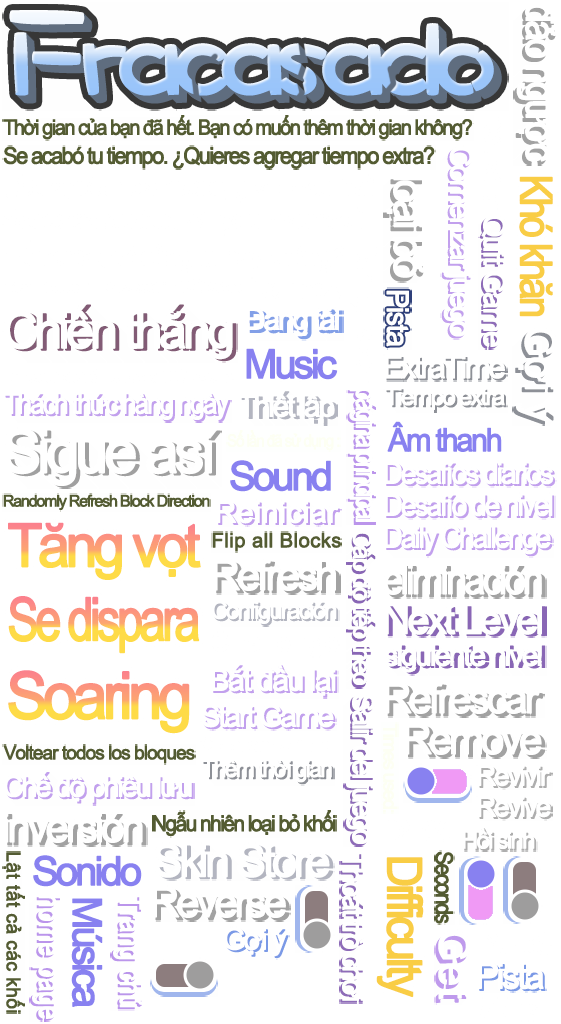 Fracasado
Thời gian của bạn đã hết. Bạn có muốn thêm thời gian không?
Se acabó tu tiempo. ¿Quieres agregar tiempo extra?
đảo ngược
Khó khăn
Gợi ý
Comenzar juego
Quit Game
loại bỏ
Pista
Chiến thắng
Băng tải
Music
ExtraTime
Tiempo extra
Thách thức hàng ngày
Thiết lập
Sigue así
página principal
Âm thanh
Sound
Desafíos diarios
Randomly Refresh Block Direction
Reiniciar
Desafío de nivel
Tăng vọt
Flip all Blocks
Daily Challenge
Refresh
cấp độ tiếp theo
eliminación
Se dispara
Configuración
Next Level
siguiente nivel
Soaring
Bắt đầu lại
Start Game
Salir del juego
Refrescar
Remove
Voltear todos los bloques
Thêm thời gian
Chế độ phiêu lưu
Revivir
Revive
inversión
Ngẫu nhiên loại bỏ khối
Hồi sinh
Lật tất cả các khối
Sonido
Skin Store
Thoát trò chơi
Difficulty
Seconds
home page
Música
Trang chủ
Reverse
Gợi ý
Get
Pista